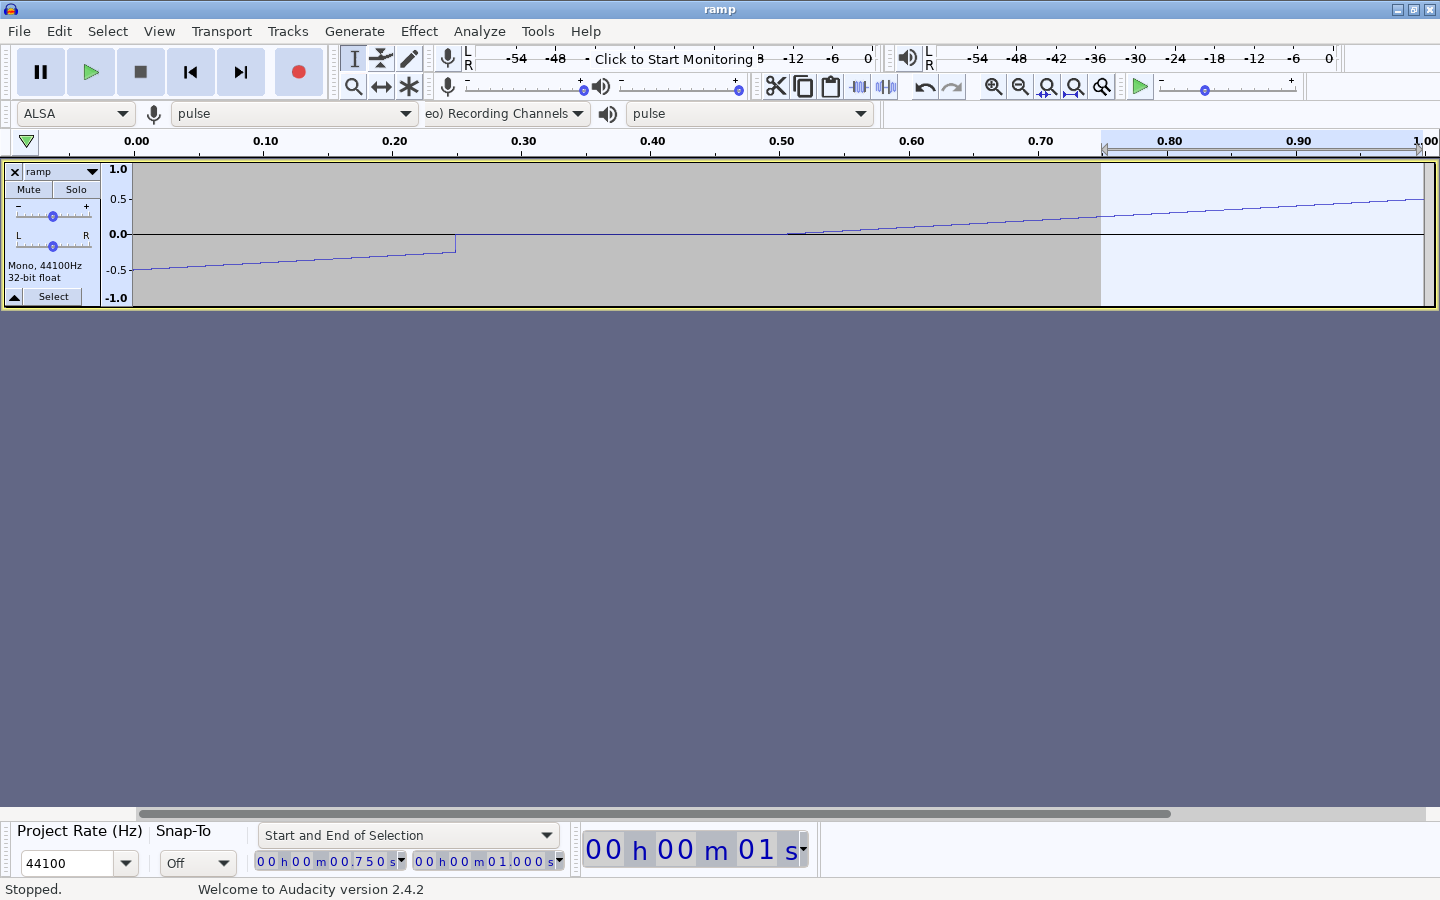 ramp
File Edit Select View Transport Tracks Generate Effect Analyze Tools Help
L
R
-54 -48 - Click to Start Monitoring -12 -6 0
L
R
-54 -48 -42 -36 -30 -24 -18 -12 -6 0
- +
- +
- +
ALSA pulse eo) Recording Channels pulse
0.00 0.10 0.20 0.30 0.40 0.50 0.60 0.70 0.80 0.90 1.00
ramp
Mute Solo
- +
L R
Mono, 44100Hz
32-bit float
Select
1.0
0.5
0.0
-0.5
-1.0
Project Rate (Hz) Snap-To Start and End of Selection
44100 Off 00 h 00 m 00.750 s 00 h 00 m 01.000 s
00 h 00 m 01 s
Stopped. Welcome to Audacity version 2.4.2